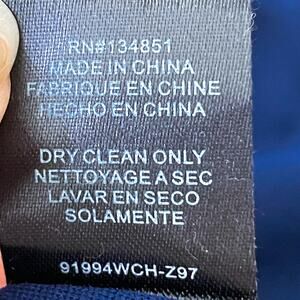 RN#134851
MADE IN CHINA
FABRIQUE EN CHINE
HECHO EN CHINA
DRY CLEAN ONLY
NETTOYAGE A SEC
LAVAR EN SECO
SOLAMENTE
91994WCH-Z97